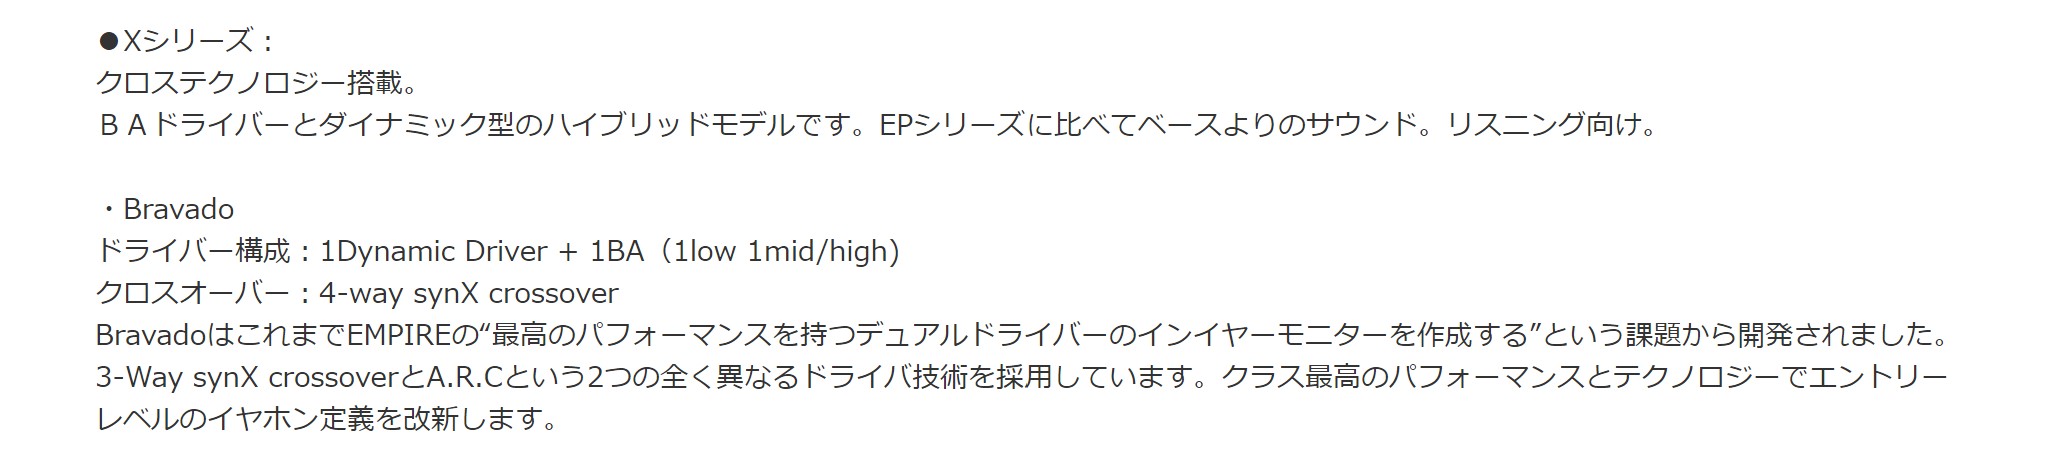 ●Xシリーズ：
クロステクノロジー搭載。
ＢＡドライバーとダイナミック型のハイブリッドモデルです。EPシリーズに比べてベースよりのサウンド。リスニング向け。
・Bravado
ドライバー構成：1Dynamic Driver + 1BA（1low 1mid/high)
クロスオーバー：4-way synX crossover
BravadoはこれまでEMPIREの“最高のパフォーマンスを持つデュアルドライバーのインイヤーモニターを作成する”という課題から開発されました。
3-Way synX crossoverとA.R.Cという2つの全く異なるドライバ技術を採用しています。クラス最高のパフォーマンスとテクノロジーでエントリー
レベルのイヤホン定義を改新します。